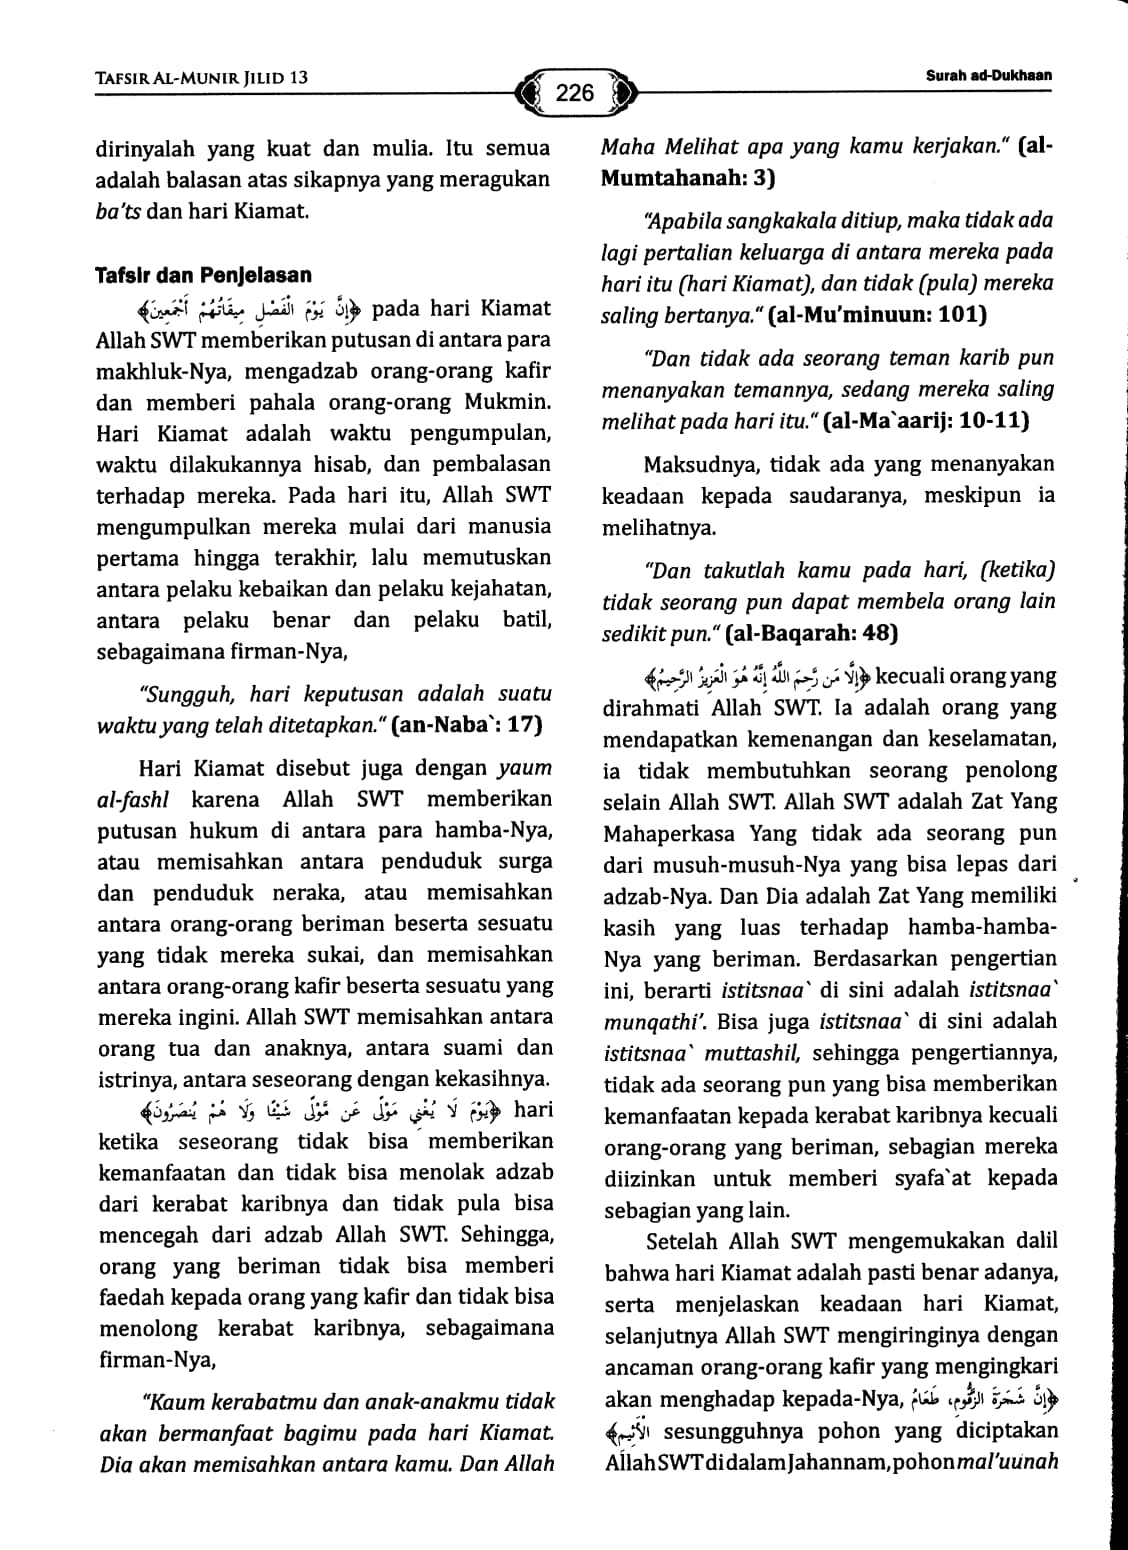 TAFSIR AL-MUNIR JILID 13
226
Surah ad-Dukhaan
dirinyalah yang kuat dan mulia. Itu semua
adalah balasan atas sikapnya yang meragukan
ba'ts dan hari Kiamat.
Tafsir dan Penjelasan
﴿إِنَّ يَوْمَ الْفَصْلِ مِيقَاتُهُمْ أَجْمَعِينَ﴾ pada hari Kiamat
Allah SWT memberikan putusan di antara para
makhluk-Nya, mengadzab orang-orang kafir
dan memberi pahala orang-orang Mukmin.
Hari Kiamat adalah waktu pengumpulan,
waktu dilakukannya hisab, dan pembalasan
terhadap mereka. Pada hari itu, Allah SWT
mengumpulkan mereka mulai dari manusia
pertama hingga terakhir, lalu memutuskan
antara pelaku kebaikan dan pelaku kejahatan,
antara pelaku benar dan pelaku batil,
sebagaimana firman-Nya,
"Sungguh, hari keputusan adalah suatu
waktu yang telah ditetapkan." (an-Naba`: 17)
Hari Kiamat disebut juga dengan yaum
al-fashl karena Allah SWT memberikan
putusan hukum di antara para hamba-Nya,
atau memisahkan antara penduduk surga
dan penduduk neraka, atau memisahkan
antara orang-orang beriman beserta sesuatu
yang tidak mereka sukai, dan memisahkan
antara orang-orang kafir beserta sesuatu yang
mereka ingini. Allah SWT memisahkan antara
orang tua dan anaknya, antara suami dan
istrinya, antara seseorang dengan kekasihnya.
﴿يَوْمَ لَا يُغْنِي مَوْلًى عَن مَّوْلًى شَيْئًا وَلَا هُمْ يُنصَرُونَ﴾ hari
ketika seseorang tidak bisa memberikan
kemanfaatan dan tidak bisa menolak adzab
dari kerabat karibnya dan tidak pula bisa
mencegah dari adzab Allah SWT. Sehingga,
orang yang beriman tidak bisa memberi
faedah kepada orang yang kafir dan tidak bisa
menolong kerabat karibnya, sebagaimana
firman-Nya,
"Kaum kerabatmu dan anak-anakmu tidak
akan bermanfaat bagimu pada hari Kiamat.
Dia akan memisahkan antara kamu. Dan Allah
Maha Melihat apa yang kamu kerjakan." (al-
Mumtahanah: 3)
"Apabila sangkakala ditiup, maka tidak ada
lagi pertalian keluarga di antara mereka pada
hari itu (hari Kiamat), dan tidak (pula) mereka
saling bertanya." (al-Mu'minuun: 101)
"Dan tidak ada seorang teman karib pun
menanyakan temannya, sedang mereka saling
melihat pada hari itu." (al-Ma`aarij: 10-11)
Maksudnya, tidak ada yang menanyakan
keadaan kepada saudaranya, meskipun ia
melihatnya.
"Dan takutlah kamu pada hari, (ketika)
tidak seorang pun dapat membela orang lain
sedikit pun." (al-Baqarah: 48)
﴿إِلَّا مَن رَّحِمَ اللَّهُ إِنَّهُ هُوَ الْعَزِيزُ الرَّحِيمُ﴾ kecuali orang yang
dirahmati Allah SWT. Ia adalah orang yang
mendapatkan kemenangan dan keselamatan,
ia tidak membutuhkan seorang penolong
selain Allah SWT. Allah SWT adalah Zat Yang
Mahaperkasa Yang tidak ada seorang pun
dari musuh-musuh-Nya yang bisa lepas dari
adzab-Nya. Dan Dia adalah Zat Yang memiliki
kasih yang luas terhadap hamba-hamba-
Nya yang beriman. Berdasarkan pengertian
ini, berarti istitsnaa` di sini adalah istitsnaa`
munqathi'. Bisa juga istitsnaa` di sini adalah
istitsnaa` muttashil, sehingga pengertiannya,
tidak ada seorang pun yang bisa memberikan
kemanfaatan kepada kerabat karibnya kecuali
orang-orang yang beriman, sebagian mereka
diizinkan untuk memberi syafa`at kepada
sebagian yang lain.
Setelah Allah SWT mengemukakan dalil
bahwa hari Kiamat adalah pasti benar adanya,
serta menjelaskan keadaan hari Kiamat,
selanjutnya Allah SWT mengiringinya dengan
ancaman orang-orang kafir yang mengingkari
akan menghadap kepada-Nya, ﴿إِنَّ شَجَرَةَ الزَّقُّومِ، طَعَامُ
الْأَثِيمِ﴾ sesungguhnya pohon yang diciptakan
Allah SWT di dalam Jahannam, pohon mal'uunah